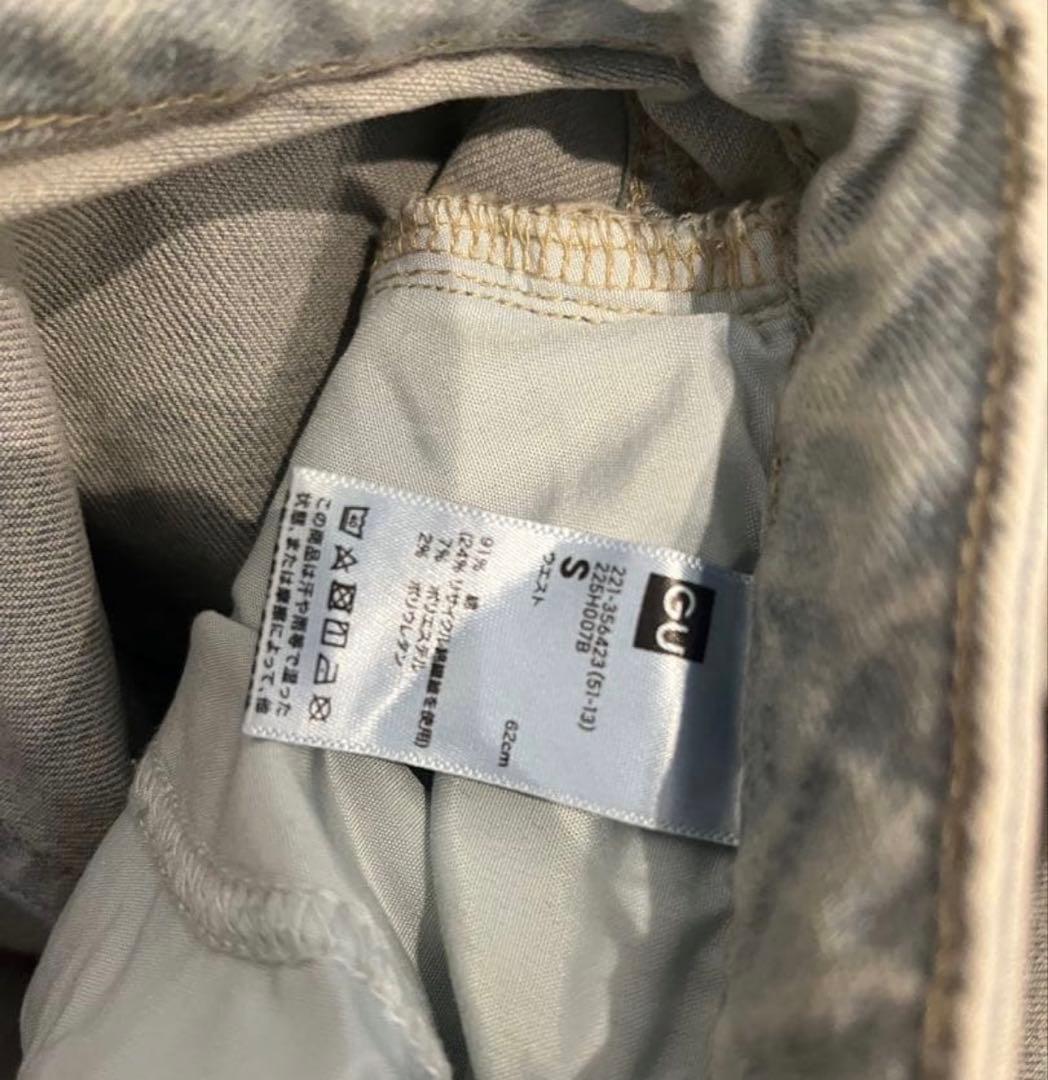 GU
221-356423(51-13)
225H007B
S
ウエスト 62cm
91% 綿
(24% リサイクル綿繊維を使用)
7% ポリエステル
2% ポリウレタン
40
この商品は汗や雨等で湿った
状態、または摩擦によって、他